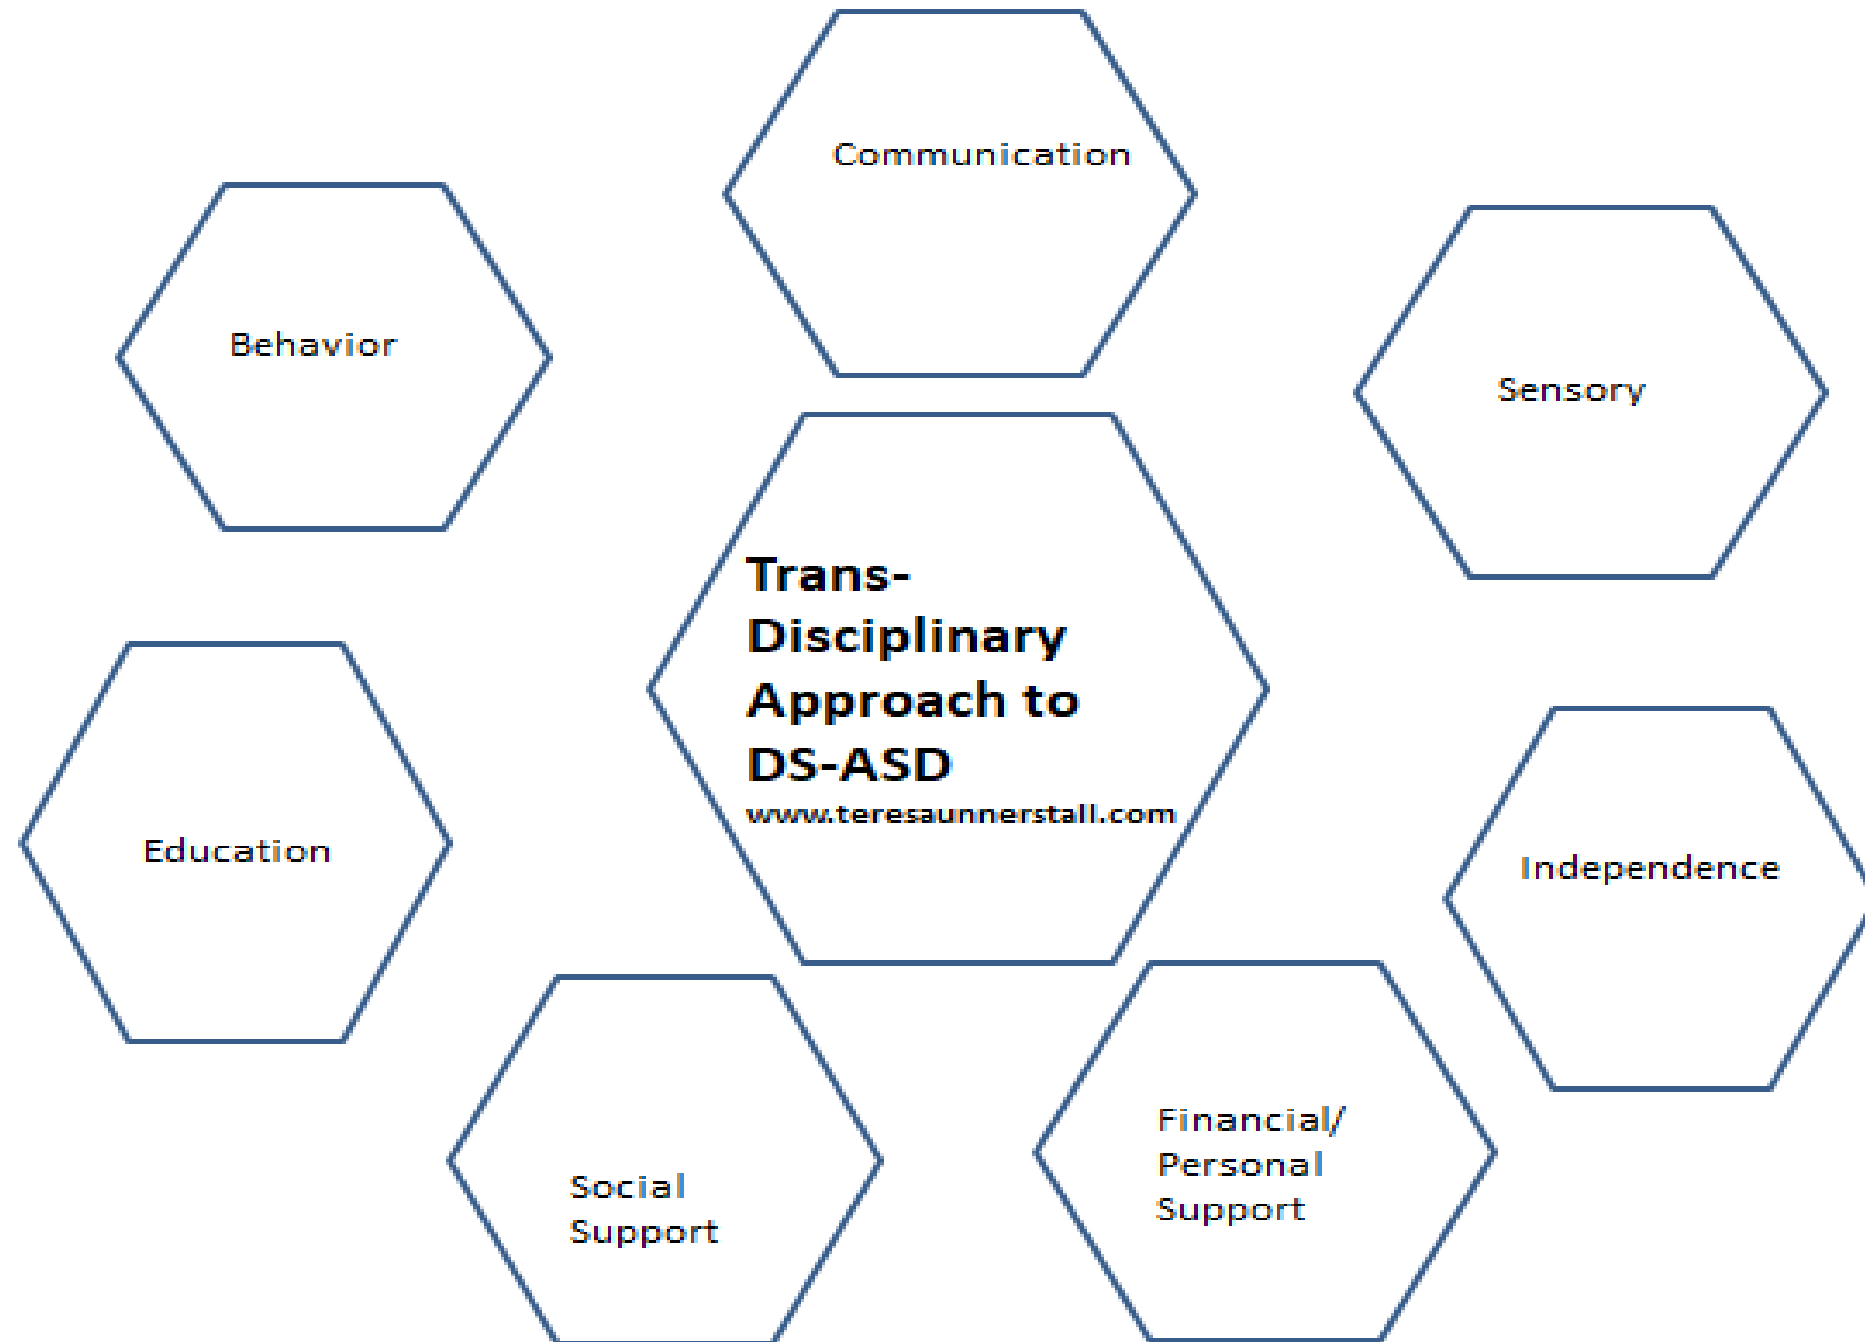 Communication
Behavior
Sensory
Trans-
Disciplinary
Approach to
DS-ASD
www.teresaunnerstall.com
Education
Independence
Social
Support
Financial/
Personal
Support